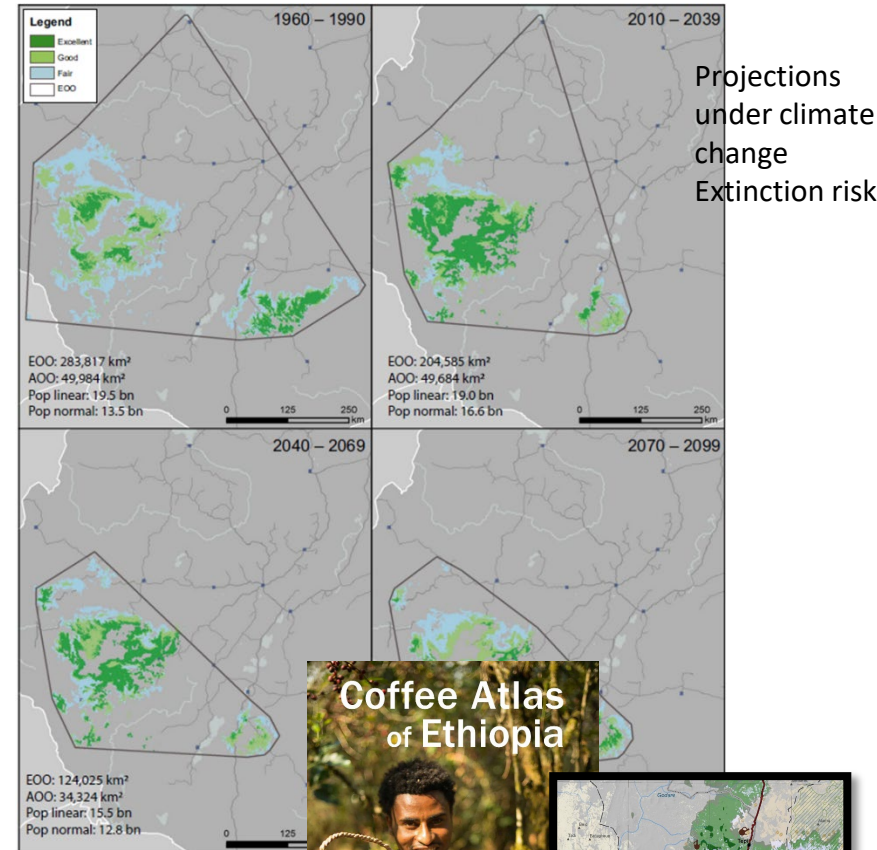 Legend
Excellent
Good
Fair
EOO
1960 – 1990
EOO: 283,817 km²
AOO: 49,984 km²
Pop linear: 19.5 bn
Pop normal: 13.5 bn
0 125 250
km
2010 – 2039
EOO: 204,585 km²
AOO: 49,684 km²
Pop linear: 19.0 bn
Pop normal: 16.6 bn
0 125 250
km
Projections
under climate
change
Extinction risk
2040 – 2069
EOO: 124,025 km²
AOO: 34,324 km²
Pop linear: 15.5 bn
Pop normal: 12.8 bn
0 125
2070 – 2099
Coffee Atlas
of Ethiopia